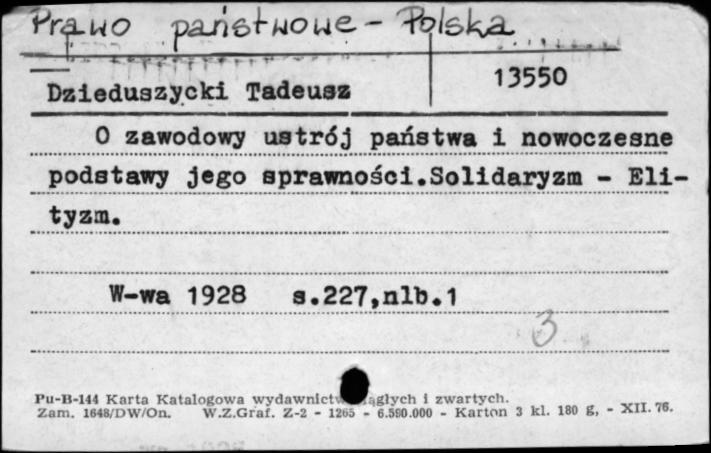 Prawo państwowe - Polska
13550
Dzieduszycki Tadeusz
O zawodowy ustrój państwa i nowoczesne
podstawy jego sprawności.Solidaryzm - Eli-
tyzm.
W-wa 1928 s.227,nlb.1
3
Pu-B-144 Karta Katalogowa wydawnictw ciągłych i zwartych.
Zam. 1648/DW/On. W.Z.Graf. Z-2 - 1265 - 6.580.000 - Karton 3 kl. 180 g, - XII. 76.